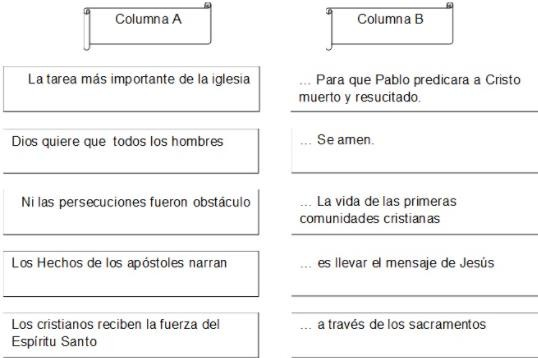 Columna A
Columna B
La tarea más importante de la iglesia
... Para que Pablo predicara a Cristo
muerto y resucitado.
Dios quiere que todos los hombres
... Se amen.
Ni las persecuciones fueron obstáculo
... La vida de las primeras
comunidades cristianas
Los Hechos de los apóstoles narran
... es llevar el mensaje de Jesús
Los cristianos reciben la fuerza del
Espíritu Santo
... a través de los sacramentos